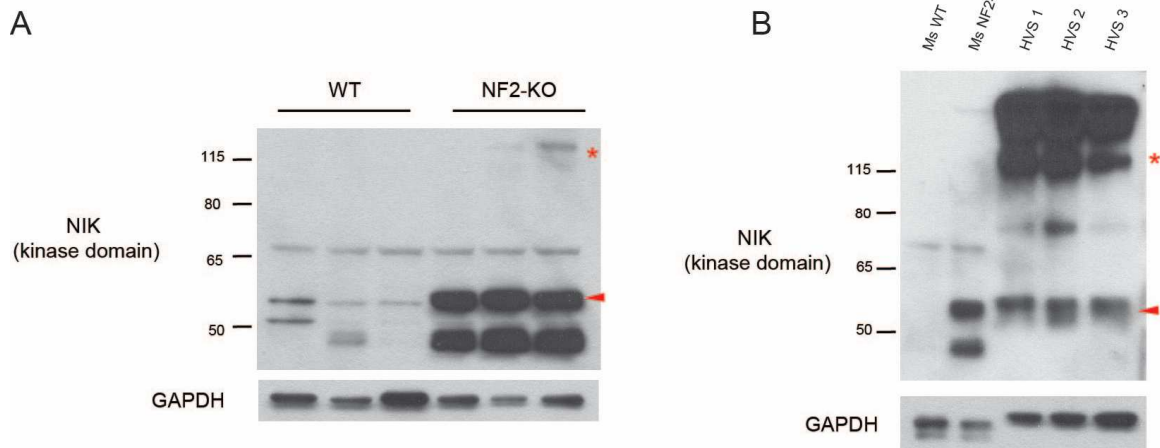 A
WT
NF2-KO
115
80
65
50
NIK
(kinase domain)
*
GAPDH
B
Ms WT
Ms NF2-
HVS 1
HVS 2
HVS 3
115
80
65
50
NIK
(kinase domain)
*
GAPDH